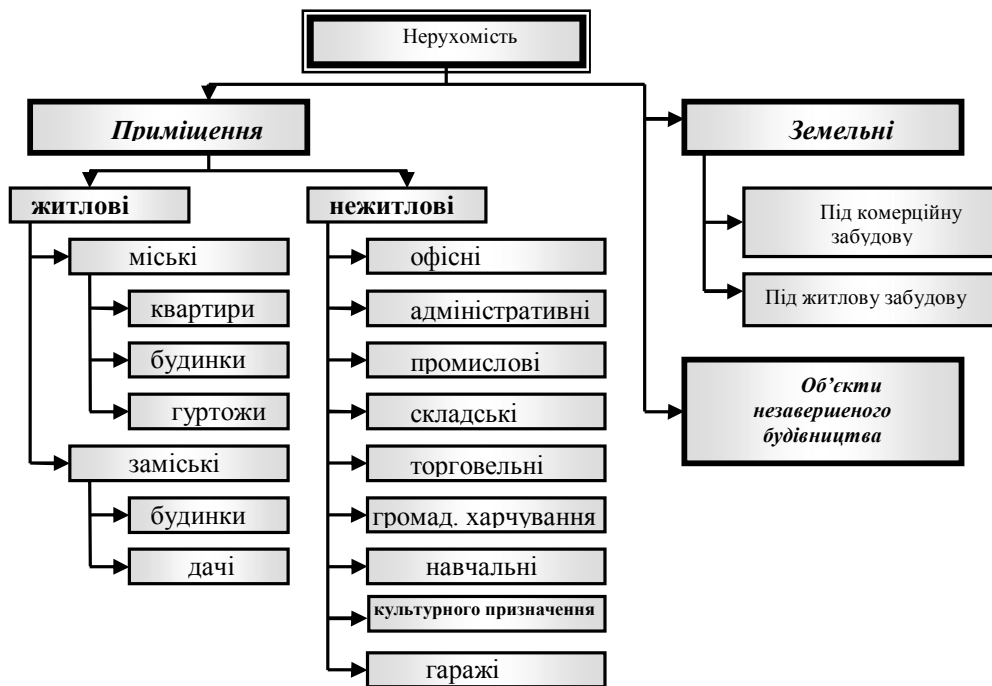 Нерухомість
Приміщення
Земельні
житлові
нежитлові
міські
квартири
будинки
гуртожи
заміські
будинки
дачі
офісні
адміністративні
промислові
складські
торговельні
громад. харчування
навчальні
культурного призначення
гаражі
Під комерційну
забудову
Під житлову забудову
Об’єкти
незавершеного
будівництва